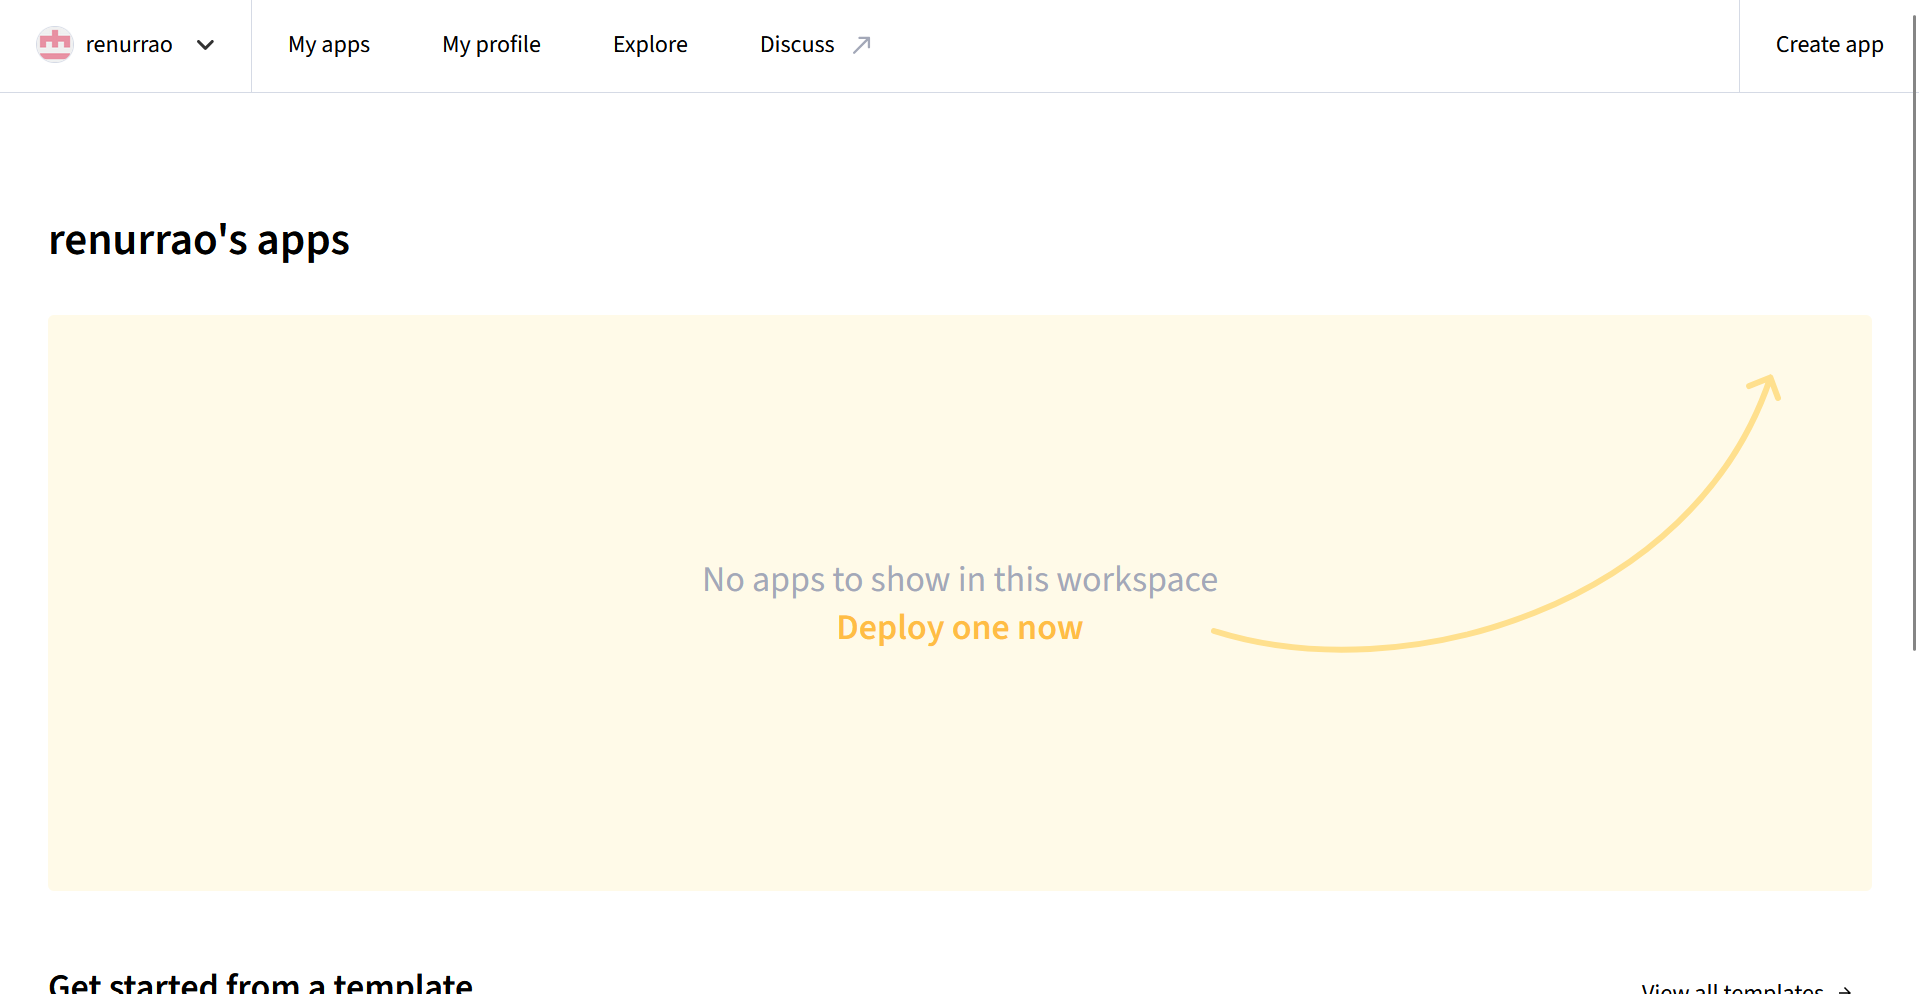 renurrao My apps My profile Explore Discuss Create app
renurrao's apps
No apps to show in this workspace
Deploy one now
Get started from a template View all templates